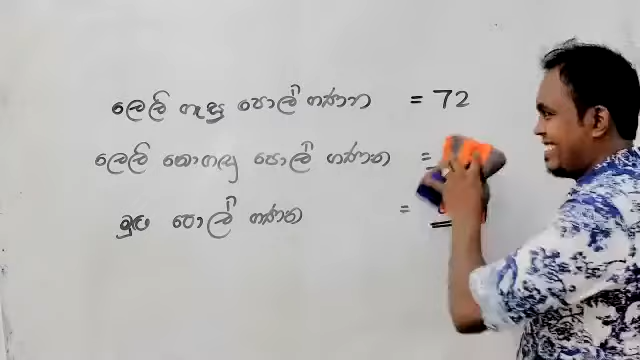 ලෙලි ගැසූ පොල් ගණන = 72
ලෙලි නොගැසූ පොල් ගණන =
මුළු පොල් ගණන =